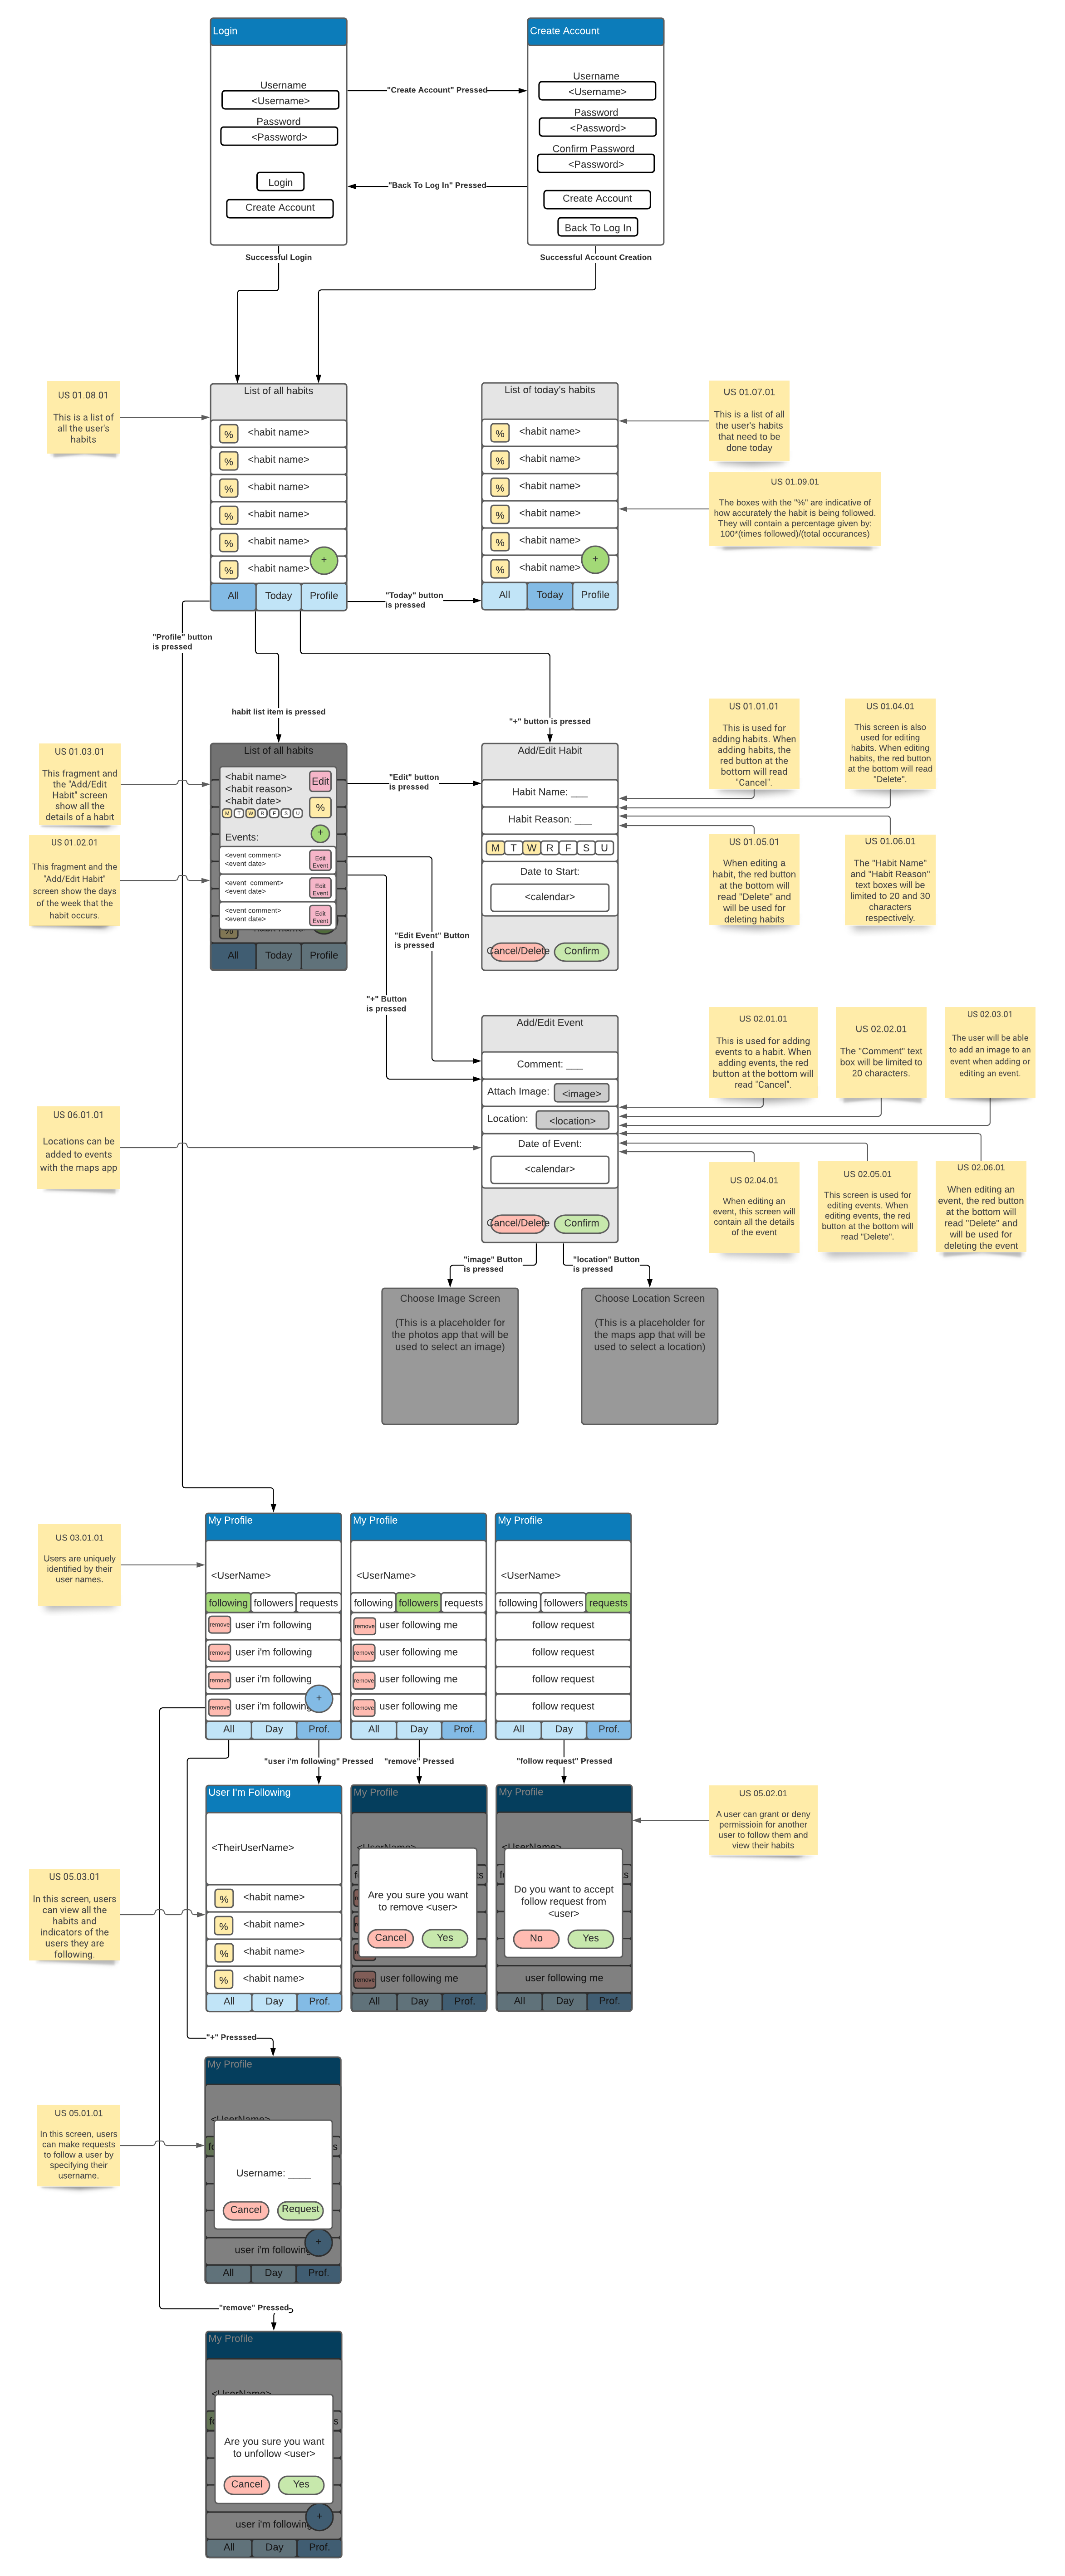 Login
Username
<Username>
Password
<Password>
Login
Create Account
"Create Account" Pressed
"Back To Log In" Pressed
Create Account
Username
<Username>
Password
<Password>
Confirm Password
<Password>
Create Account
Back To Log In
Successful Login
Successful Account Creation
US 01.08.01
This is a list of
all the user's
habits
List of all habits
% <habit name>
% <habit name>
% <habit name>
% <habit name>
% <habit name>
% <habit name>
+
All Today Profile
List of today's habits
% <habit name>
% <habit name>
% <habit name>
% <habit name>
% <habit name>
% <habit name>
+
All Today Profile
US 01.07.01
This is a list of all
the user's habits
that need to be
done today
US 01.09.01
The boxes with the "%" are indicative of
how accurately the habit is being followed.
They will contain a percentage given by:
100*(times followed)/(total occurances)
"Today" button
is pressed
"Profile" button
is pressed
habit list item is pressed
"+" button is pressed
US 01.03.01
This fragment and
the "Add/Edit
Habit" screen
show all the
details of a habit
US 01.02.01
This fragment and the
"Add/Edit Habit"
screen show the days
of the week that the
habit occurs.
List of all habits
<habit name>
<habit reason>
<habit date>
Edit
%
M T W R F S U
Events:
+
<event comment>
<event date>
Edit
Event
<event  comment>
<event date>
Edit
Event
<event comment>
<event date>
Edit
Event
All Today Profile
"Edit" button
is pressed
"Edit Event" Button
is pressed
"+" Button
is pressed
Add/Edit Habit
Habit Name: ___
Habit Reason: ___
M T W R F S U
Date to Start:
<calendar>
Cancel/Delete Confirm
US 01.01.01
This is used for
adding habits. When
adding habits, the
red button at the
bottom will read
"Cancel".
US 01.04.01
This screen is also
used for editing
habits. When editing
habits, the red button
at the bottom will read
"Delete".
US 01.05.01
When editing a
habit, the red button
at the bottom will
read "Delete" and
will be used for
deleting habits
US 01.06.01
The "Habit Name"
and "Habit Reason"
text boxes will be
limited to 20 and 30
characters
respectively.
Add/Edit Event
Comment: ___
Attach Image: <image>
Location: <location>
Date of Event:
<calendar>
Cancel/Delete Confirm
US 02.01.01
This is used for adding
events to a habit. When
adding events, the red
button at the bottom will
read "Cancel".
US 02.02.01
The "Comment" text
box will be limited to
20 characters.
US 02.03.01
The user will be able
to add an image to an
event when adding or
editing an event.
US 06.01.01
Locations can be
added to events
with the maps app
US 02.04.01
When editing an
event, this screen will
contain all the details
of the event
US 02.05.01
This screen is used for
editing events. When
editing events, the red
button at the bottom will
read "Delete".
US 02.06.01
When editing an
event, the red button
at the bottom will
read "Delete" and
will be used for
deleting the event
"image" Button
is pressed
"location" Button
is pressed
Choose Image Screen
(This is a placeholder for
the photos app that will be
used to select an image)
Choose Location Screen
(This is a placeholder for
the maps app that will be
used to select a location)
US 03.01.01
Users are uniquely
identified by their
user names.
My Profile
<UserName>
following followers requests
remove user i'm following
remove user i'm following
remove user i'm following
remove user i'm following
+
All Day Prof.
My Profile
<UserName>
following followers requests
remove user following me
remove user following me
remove user following me
remove user following me
All Day Prof.
My Profile
<UserName>
following followers requests
follow request
follow request
follow request
follow request
All Day Prof.
"user i'm following" Pressed
"remove" Pressed
"follow request" Pressed
User I'm Following
<TheirUserName>
% <habit name>
% <habit name>
% <habit name>
% <habit name>
All Day Prof.
My Profile
<UserName>
Are you sure you want
to remove <user>
Cancel Yes
remove user following me
All Day Prof.
My Profile
<UserName>
Do you want to accept
follow request from
<user>
No Yes
user following me
All Day Prof.
US 05.02.01
A user can grant or deny
permissioin for another
user to follow them and
view their habits
US 05.03.01
In this screen, users
can view all the
habits and
indicators of the
users they are
following.
"+" Presssed
My Profile
<UserName>
Username: ____
Cancel Request
+
user i'm following
All Day Prof.
US 05.01.01
In this screen, users
can make requests
to follow a user by
specifying their
username.
"remove" Pressed
My Profile
<UserName>
Are you sure you want
to unfollow <user>
Cancel Yes
+
user i'm following
All Day Prof.